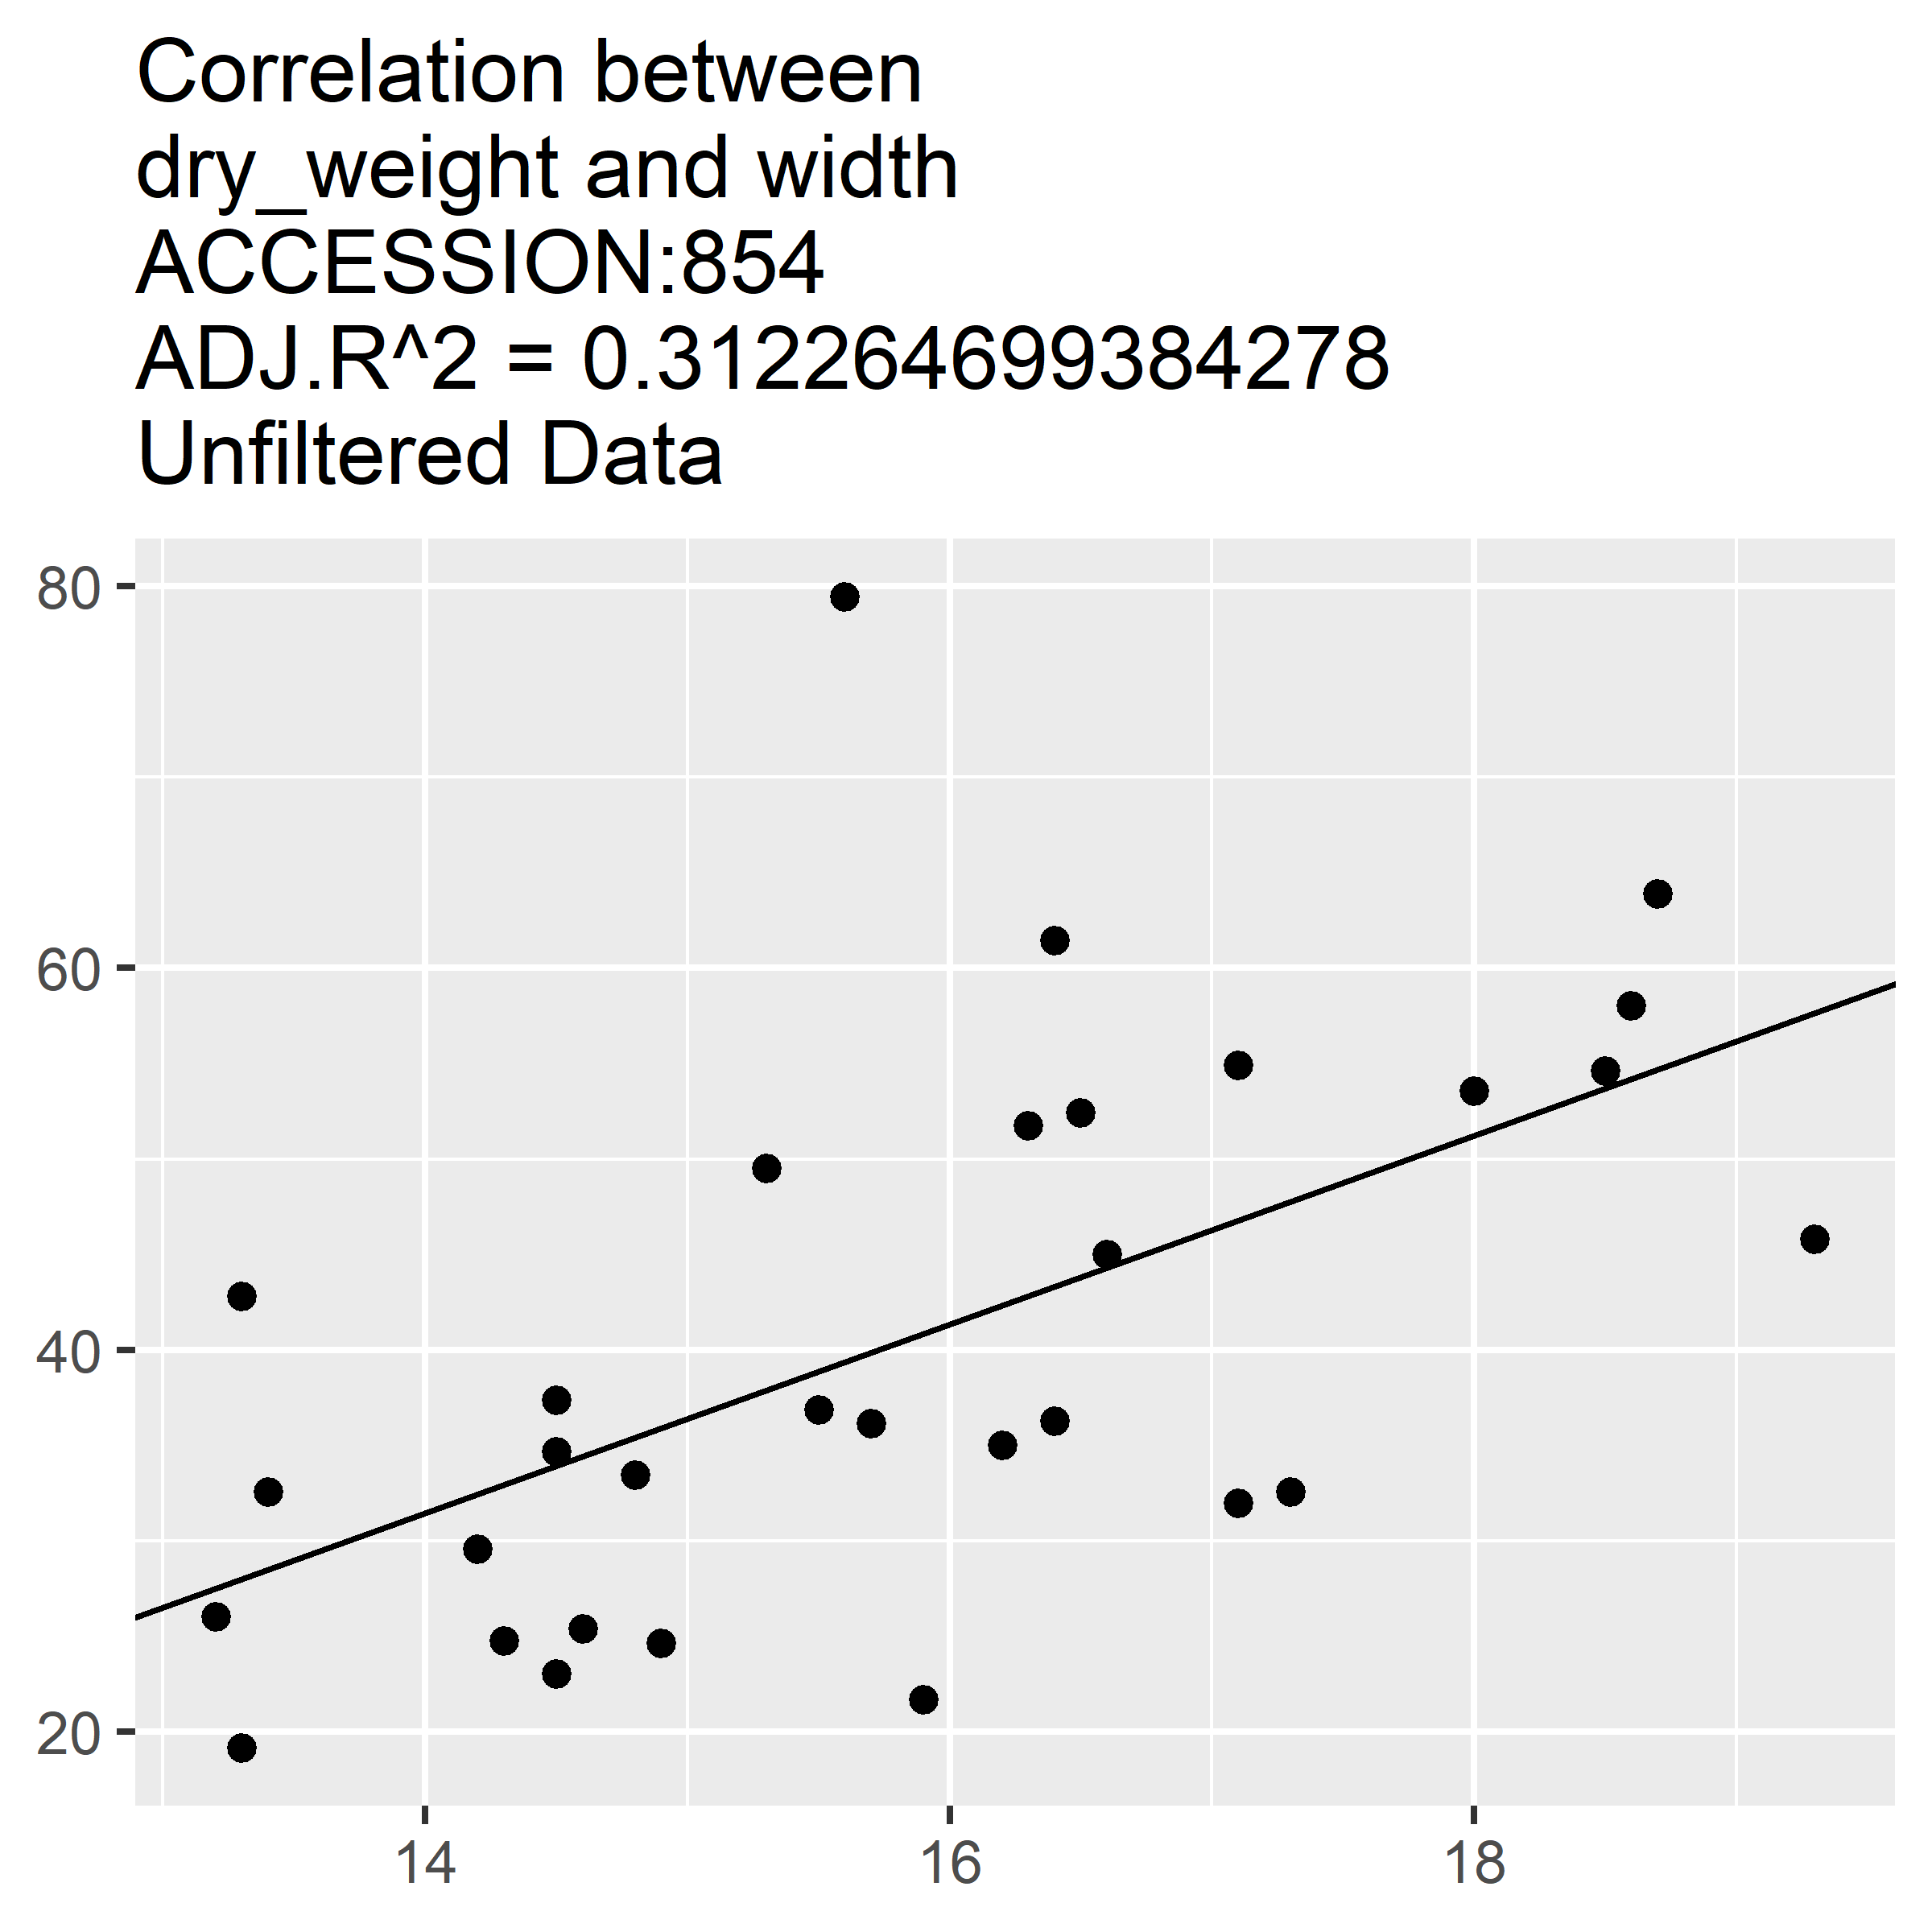 Correlation between
dry_weight and width
ACCESSION:854
ADJ.R^2 = 0.312264699384278
Unfiltered Data
80
60
40
20
14
16
18